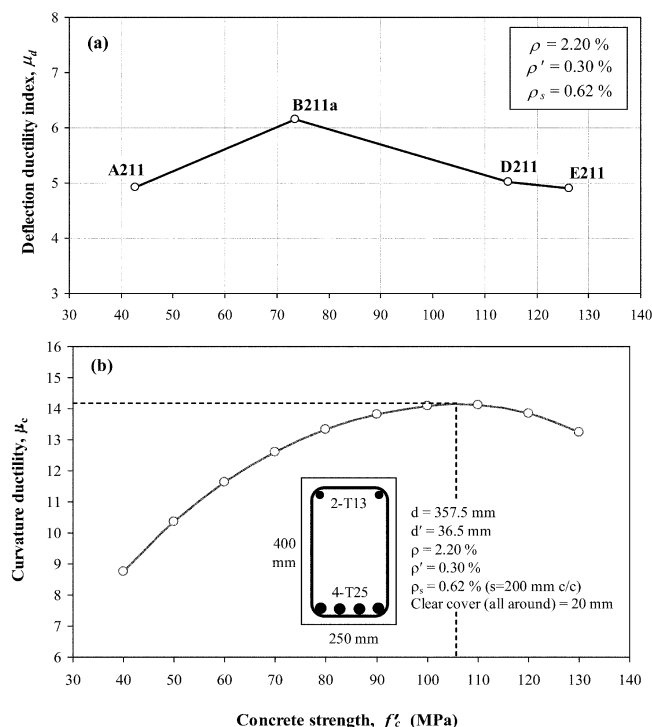 (a)
ρ = 2.20 %
ρ' = 0.30 %
ρs = 0.62 %
B211a
A211
D211
E211
Deflection ductility index, μd
8
7
6
5
4
3
30 40 50 60 70 80 90 100 110 120 130 140
(b)
Curvature ductility, μc
16
15
14
13
12
11
10
9
8
7
6
2-T13
400
mm
4-T25
250 mm
d = 357.5 mm
d' = 36.5 mm
ρ = 2.20 %
ρ' = 0.30 %
ρs = 0.62 % (s=200 mm c/c)
Clear cover (all around) = 20 mm
30 40 50 60 70 80 90 100 110 120 130 140
Concrete strength, f'c (MPa)